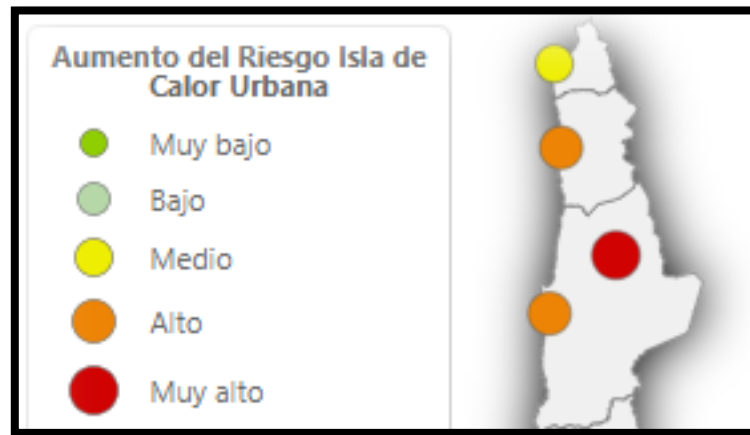 Aumento del Riesgo Isla de
Calor Urbana
Muy bajo
Bajo
Medio
Alto
Muy alto